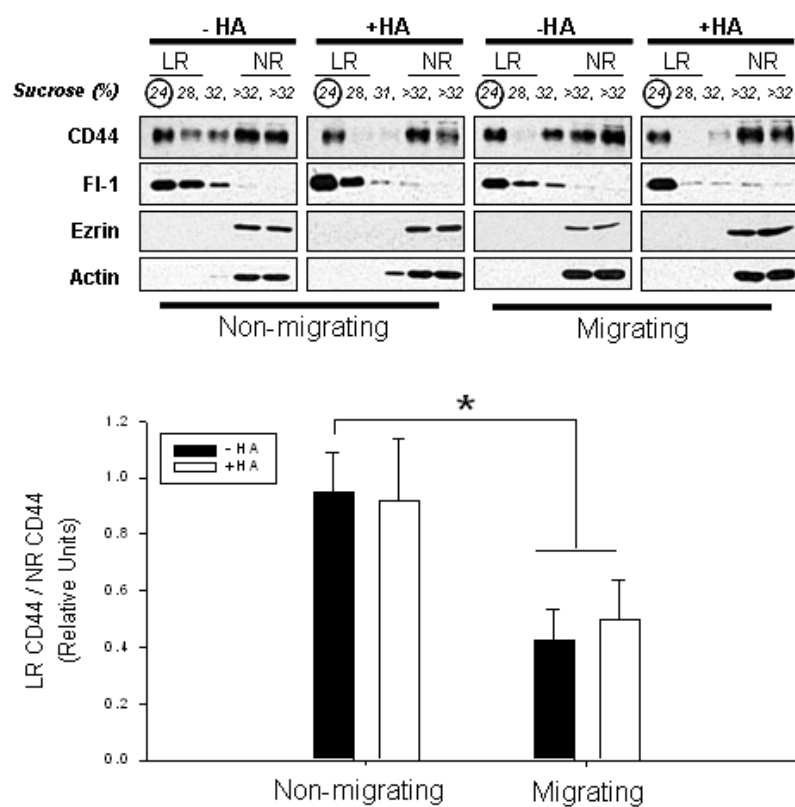 - HA +HA -HA +HA
LR NR LR NR LR NR LR NR
Sucrose (%) 24 28, 32, >32, >32 24 28, 31, >32, >32 24 28, 32, >32, >32 24 28, 32, >32, >32
CD44
Fl-1
Ezrin
Actin
Non-migrating Migrating
*
1.2
- HA
+HA
1.0
0.8
0.6
0.4
0.2
0.0
LR CD44 / NR CD44
(Relative Units)
Non-migrating Migrating